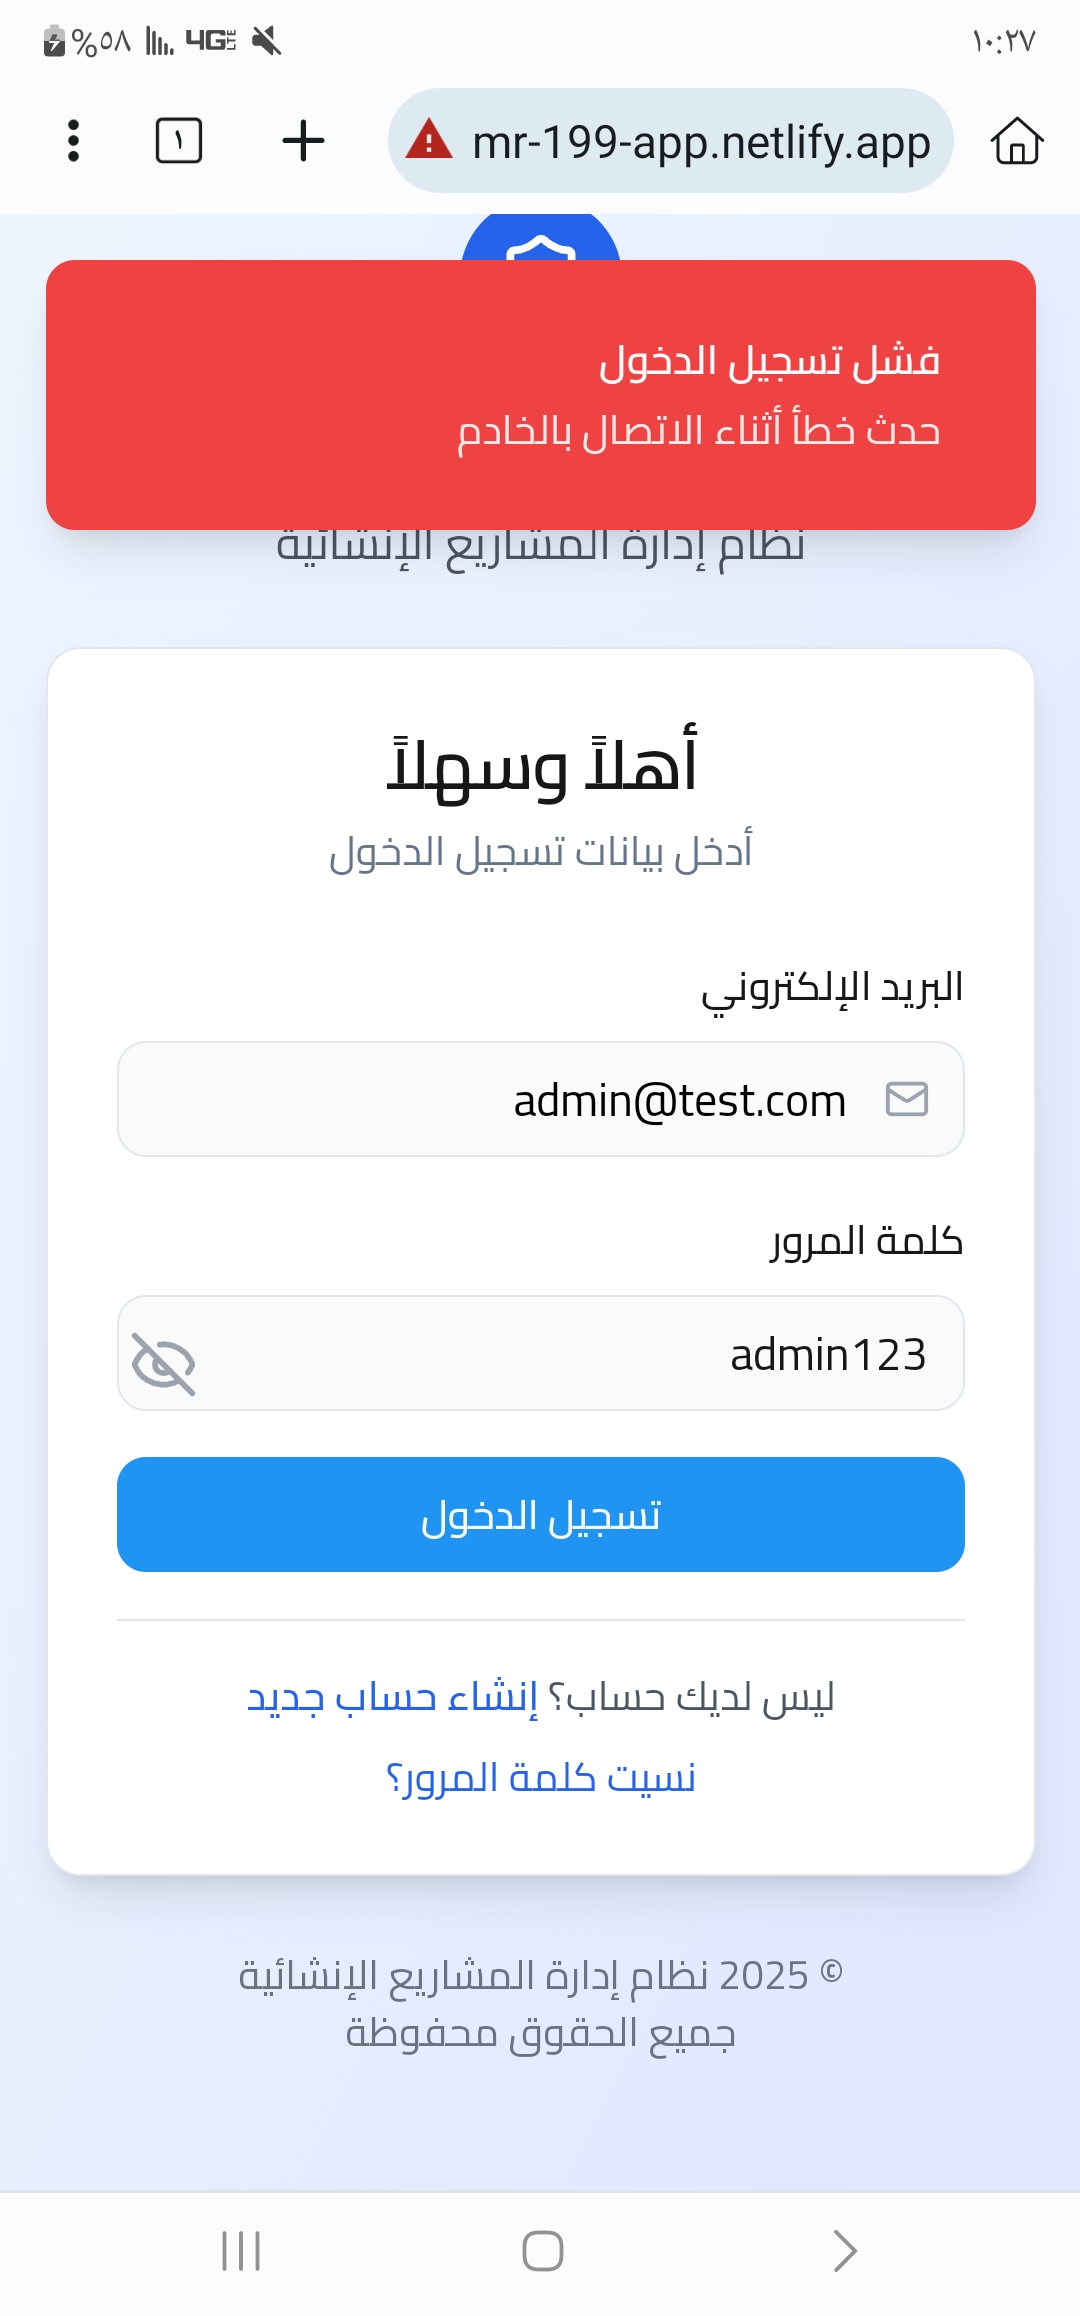 ١٠:٢٧
4G LTE
%٥٨
mr-199-app.netlify.app
١
فشل تسجيل الدخول
حدث خطأ أثناء الاتصال بالخادم
نظام إدارة المشاريع الإنشائية
أهلاً وسهلاً
أدخل بيانات تسجيل الدخول
البريد الإلكتروني
admin@test.com
كلمة المرور
admin123
تسجيل الدخول
ليس لديك حساب؟ إنشاء حساب جديد
نسيت كلمة المرور؟
© 2025 نظام إدارة المشاريع الإنشائية
جميع الحقوق محفوظة